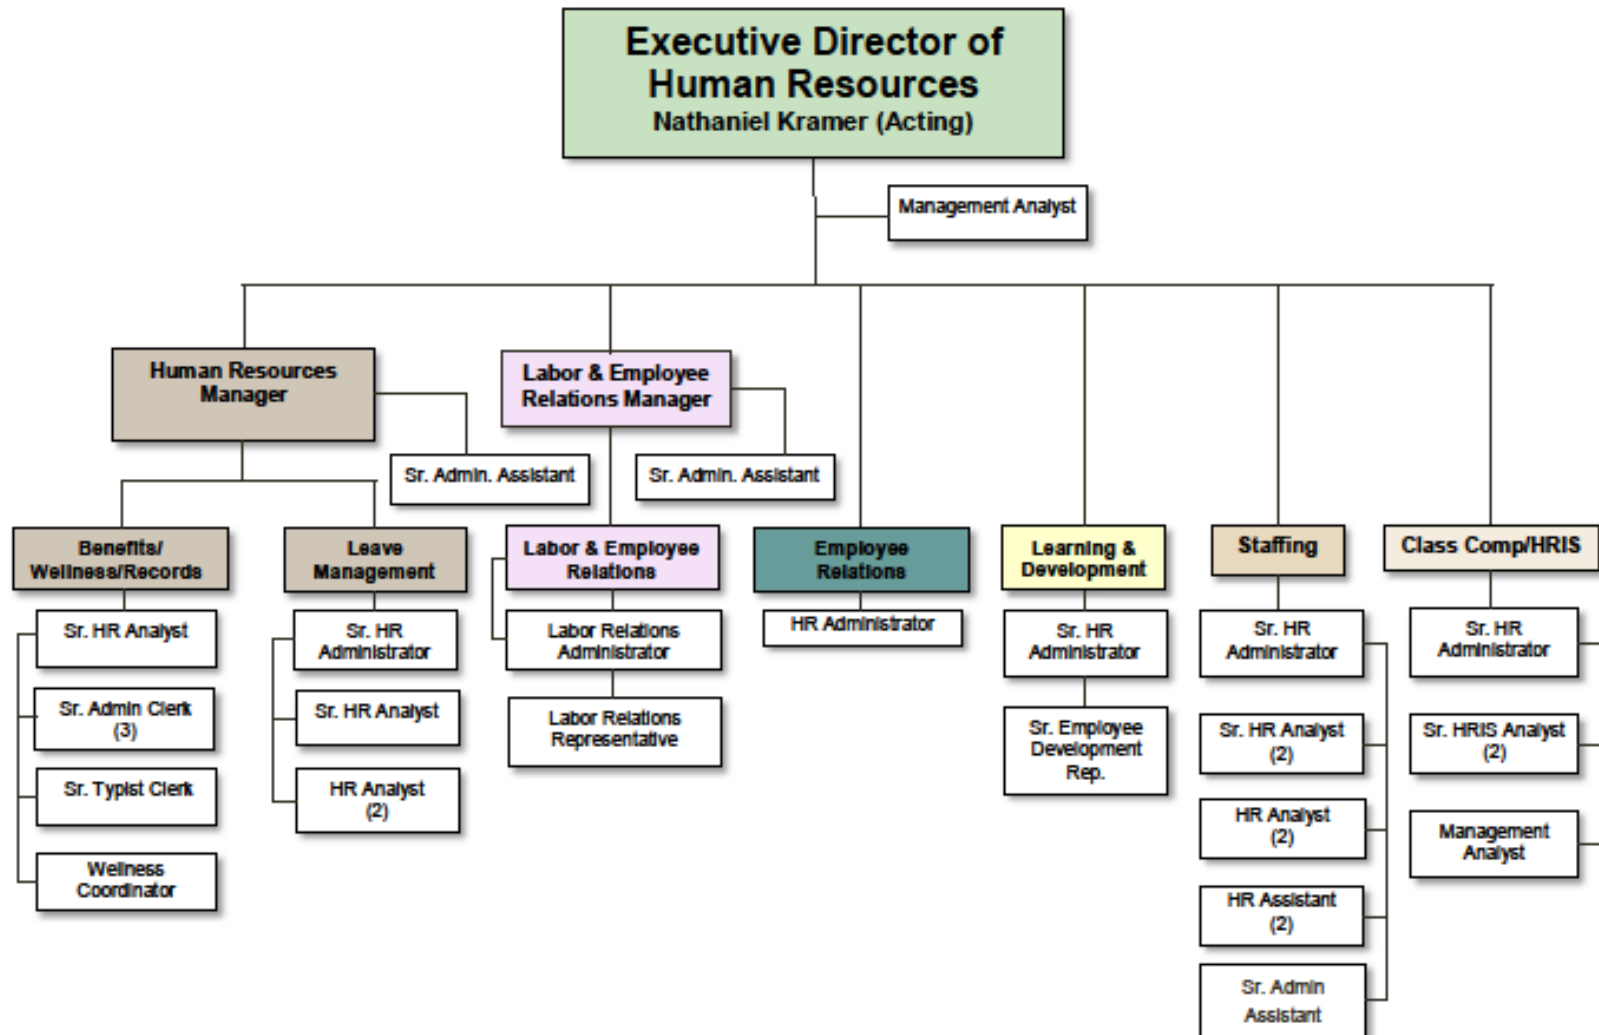 Executive Director of
Human Resources
Nathaniel Kramer (Acting)
Management Analyst
Human Resources
Manager
Labor & Employee
Relations Manager
Sr. Admin. Assistant
Sr. Admin. Assistant
Benefits/
Wellness/Records
Leave
Management
Labor & Employee
Relations
Employee
Relations
Learning &
Development
Staffing
Class Comp/HRIS
Sr. HR Analyst
Sr. Admin Clerk
(3)
Sr. Typist Clerk
Wellness
Coordinator
Sr. HR
Administrator
Sr. HR Analyst
HR Analyst
(2)
Labor Relations
Administrator
Labor Relations
Representative
HR Administrator
Sr. HR
Administrator
Sr. Employee
Development
Rep.
Sr. HR
Administrator
Sr. HR Analyst
(2)
HR Analyst
(2)
HR Assistant
(2)
Sr. Admin
Assistant
Sr. HR
Administrator
Sr. HRIS Analyst
(2)
Management
Analyst